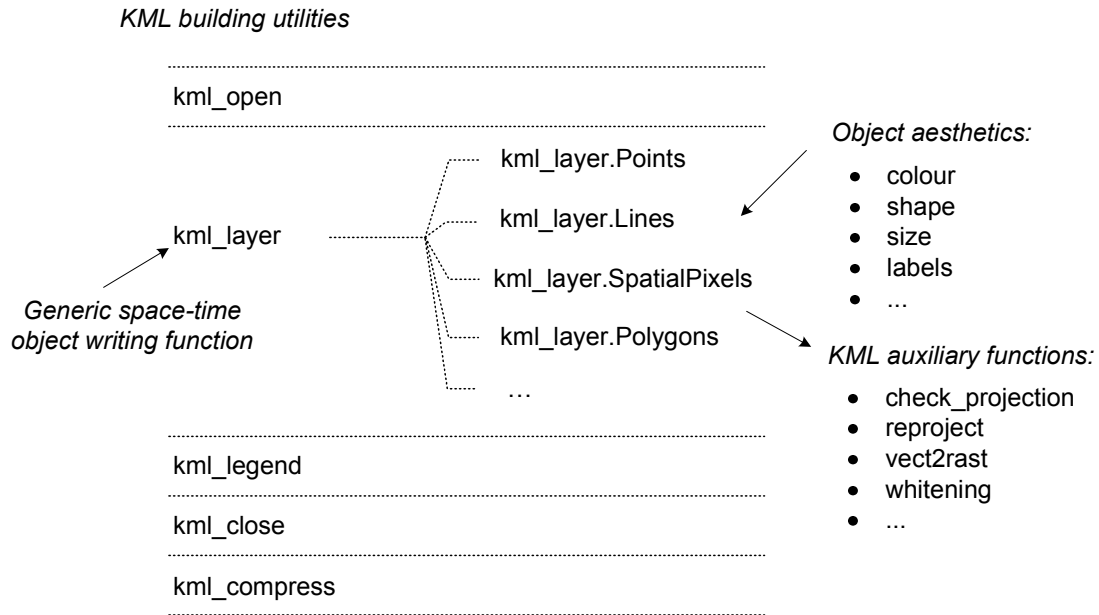 KML building utilities
kml_open
kml_layer
Generic space-time
object writing function
kml_layer.Points
kml_layer.Lines
kml_layer.SpatialPixels
kml_layer.Polygons
...
Object aesthetics:
● colour
● shape
● size
● labels
● ...
KML auxiliary functions:
● check_projection
● reproject
● vect2rast
● whitening
● ...
kml_legend
kml_close
kml_compress